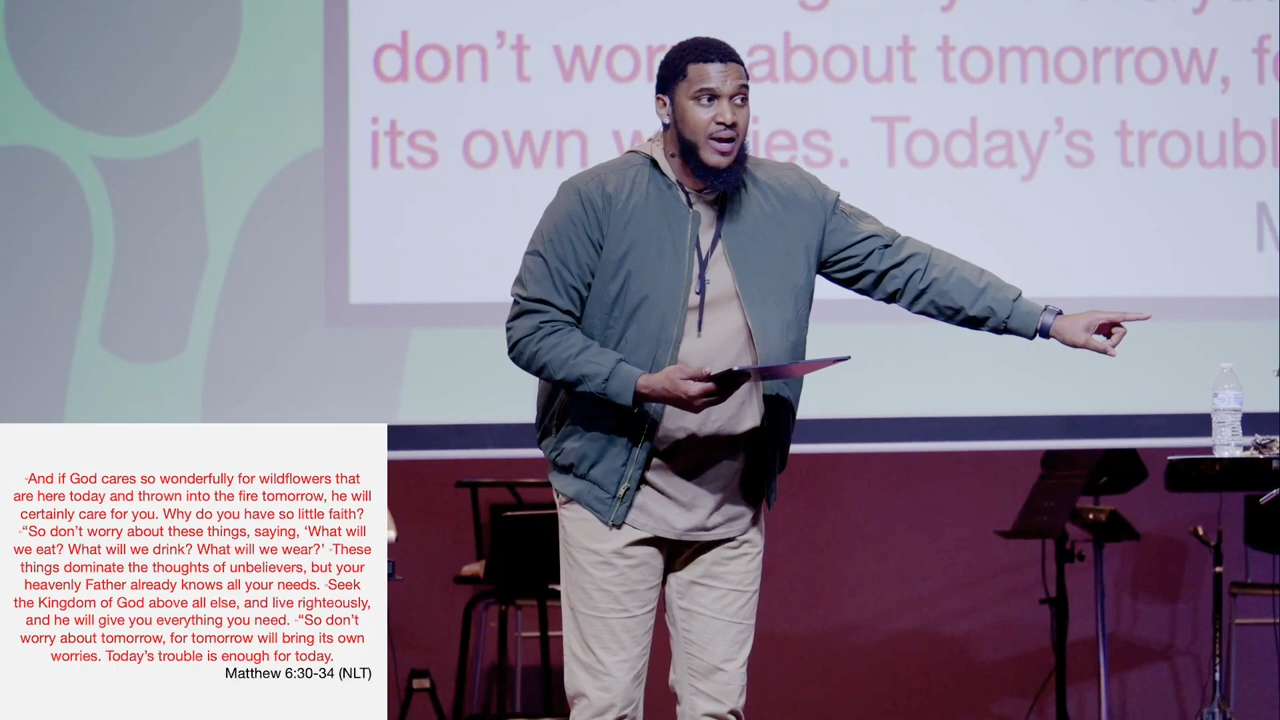 don't about tomorrow,
its own Today's
And if God cares so wonderfully for wildflowers that
are here today and thrown into the fire tomorrow, he will
certainly care for you. Why do you have so little faith?
“So don’t worry about these things, saying, ‘What will
we eat? What will we drink? What will we wear?’ These
things dominate the thoughts of unbelievers, but your
heavenly Father already knows all your needs. Seek
the Kingdom of God above all else, and live righteously,
and he will give you everything you need. “So don’t
worry about tomorrow, for tomorrow will bring its own
worries. Today’s trouble is enough for today.
Matthew 6:30-34 (NLT)